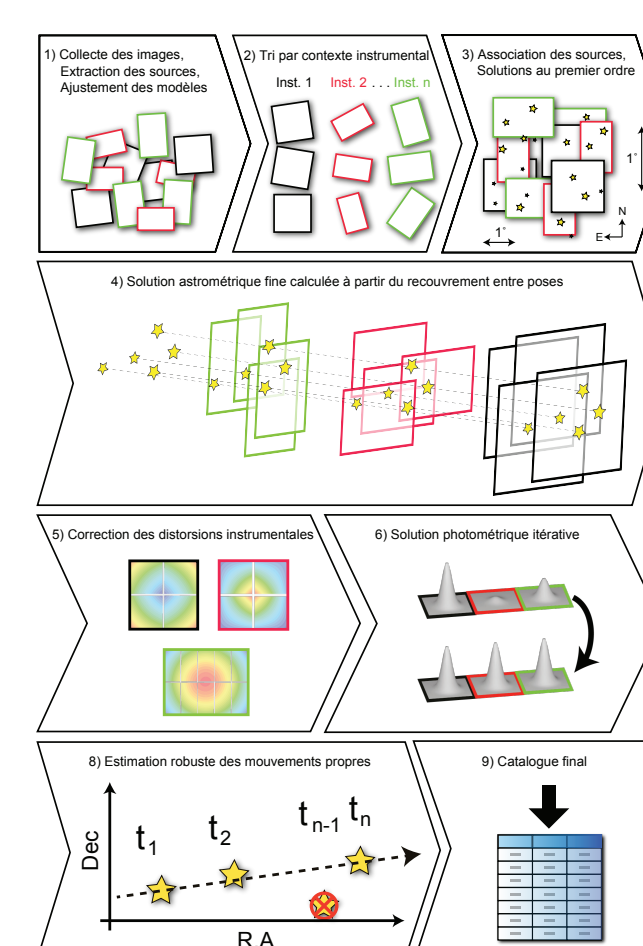 1) Collecte des images,
Extraction des sources,
Ajustement des modèles
2) Tri par contexte instrumental
Inst. 1 Inst. 2 . . . Inst. n
3) Association des sources,
Solutions au premier ordre
1°
1°
N
E
4) Solution astrométrique fine calculée à partir du recouvrement entre poses
5) Correction des distorsions instrumentales
6) Solution photométrique itérative
8) Estimation robuste des mouvements propres
Dec
t1
t2
tn-1
tn
R.A.
9) Catalogue final